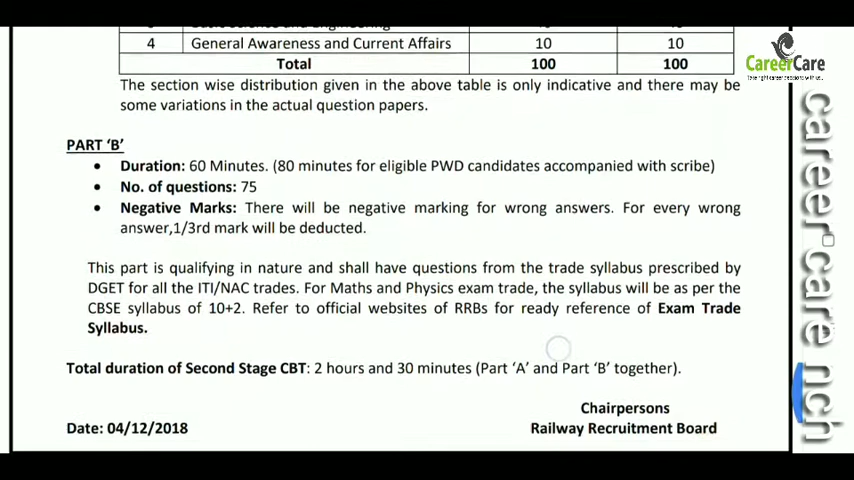 4 General Awareness and Current Affairs 10 10
Total 100 100
The section wise distribution given in the above table is only indicative and there may be
some variations in the actual question papers.
PART ‘B’
• Duration: 60 Minutes. (80 minutes for eligible PWD candidates accompanied with scribe)
• No. of questions: 75
• Negative Marks: There will be negative marking for wrong answers. For every wrong
answer,1/3rd mark will be deducted.
This part is qualifying in nature and shall have questions from the trade syllabus prescribed by
DGET for all the ITI/NAC trades. For Maths and Physics exam trade, the syllabus will be as per the
CBSE syllabus of 10+2. Refer to official websites of RRBs for ready reference of Exam Trade
Syllabus.
Total duration of Second Stage CBT: 2 hours and 30 minutes (Part ‘A’ and Part ‘B’ together).
Chairpersons
Date: 04/12/2018 Railway Recruitment Board
CareerCare
career care